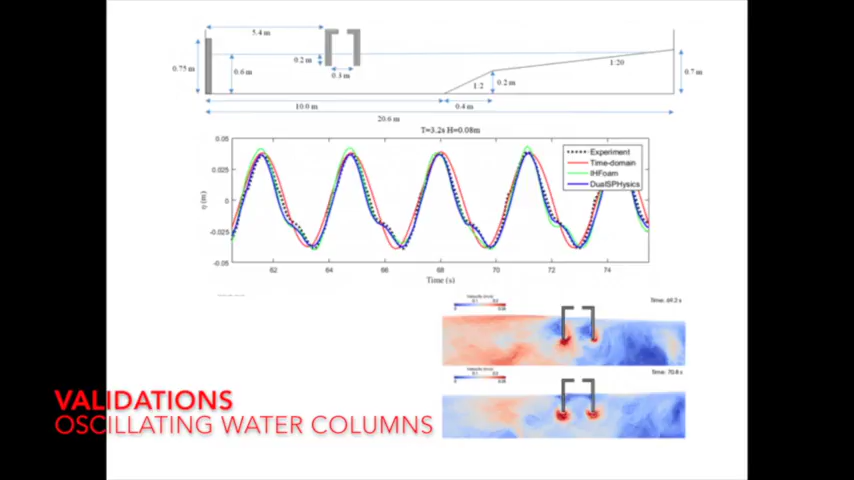 5.4 m
0.75 m
0.6 m
0.2 m
0.3 m
1:2
0.2 m
1:20
0.7 m
10.0 m
0.4 m
20.6 m
T=3.2s H=0.08m
0.05
0.025
0
-0.025
-0.05
η (m)
Experiment
Time-domain
IHFoam
DualSPHysics
62
64
66
68
70
72
74
Time (s)
Time: 69.2 s
Time: 70.8 s
VALIDATIONS
OSCILLATING WATER COLUMNS